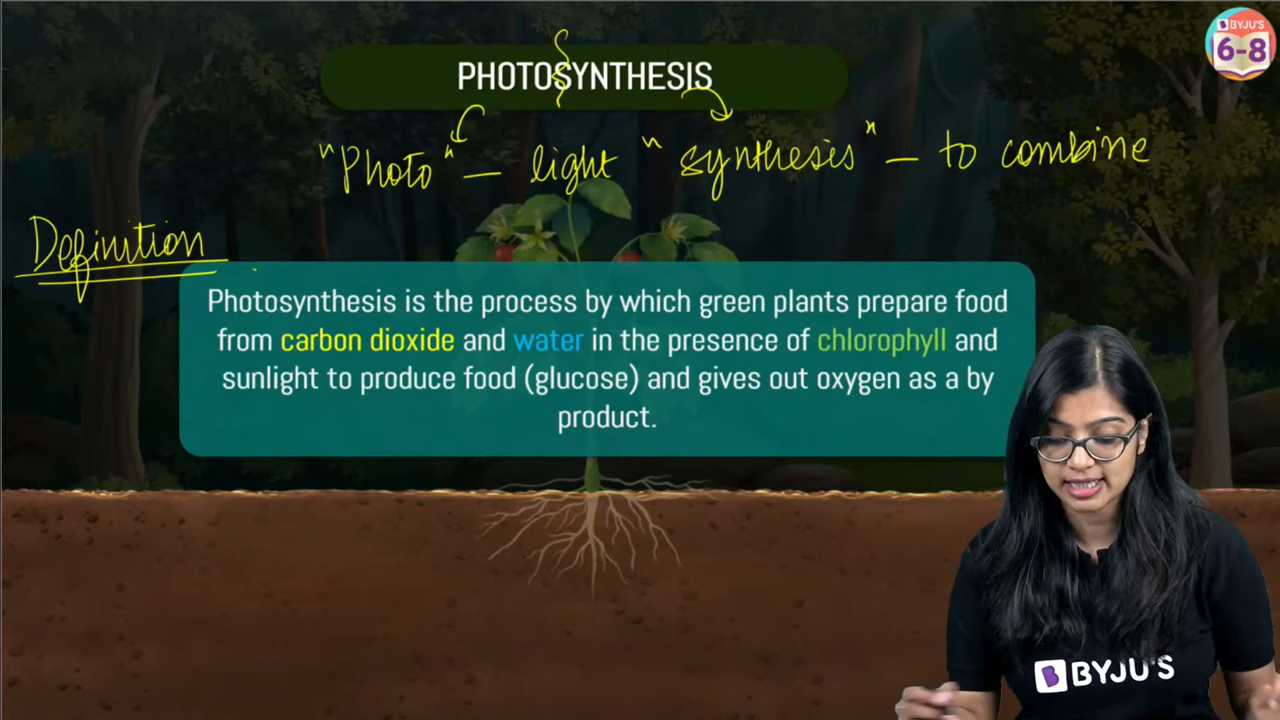 BYJU'S
6-8
PHOTOSYNTHESIS
"Photo" — light "synthesis" — to combine
Definition
Photosynthesis is the process by which green plants prepare food
from carbon dioxide and water in the presence of chlorophyll and
sunlight to produce food (glucose) and gives out oxygen as a by
product.
BYJU'S